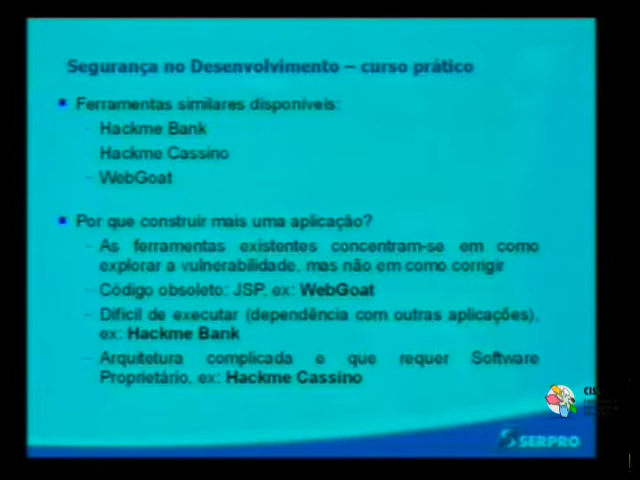 Segurança no Desenvolvimento – curso prático
Ferramentas similares disponíveis:
- Hackme Bank
- Hackme Cassino
- WebGoat
Por que construir mais uma aplicação?
- As ferramentas existentes concentram-se em como
explorar a vulnerabilidade, mas não em como corrigir
- Código obsoleto: JSP, ex: WebGoat
- Difícil de executar (dependência com outras aplicações),
ex: Hackme Bank
- Arquitetura complicada e que requer Software
Proprietário, ex: Hackme Cassino
SERPRO